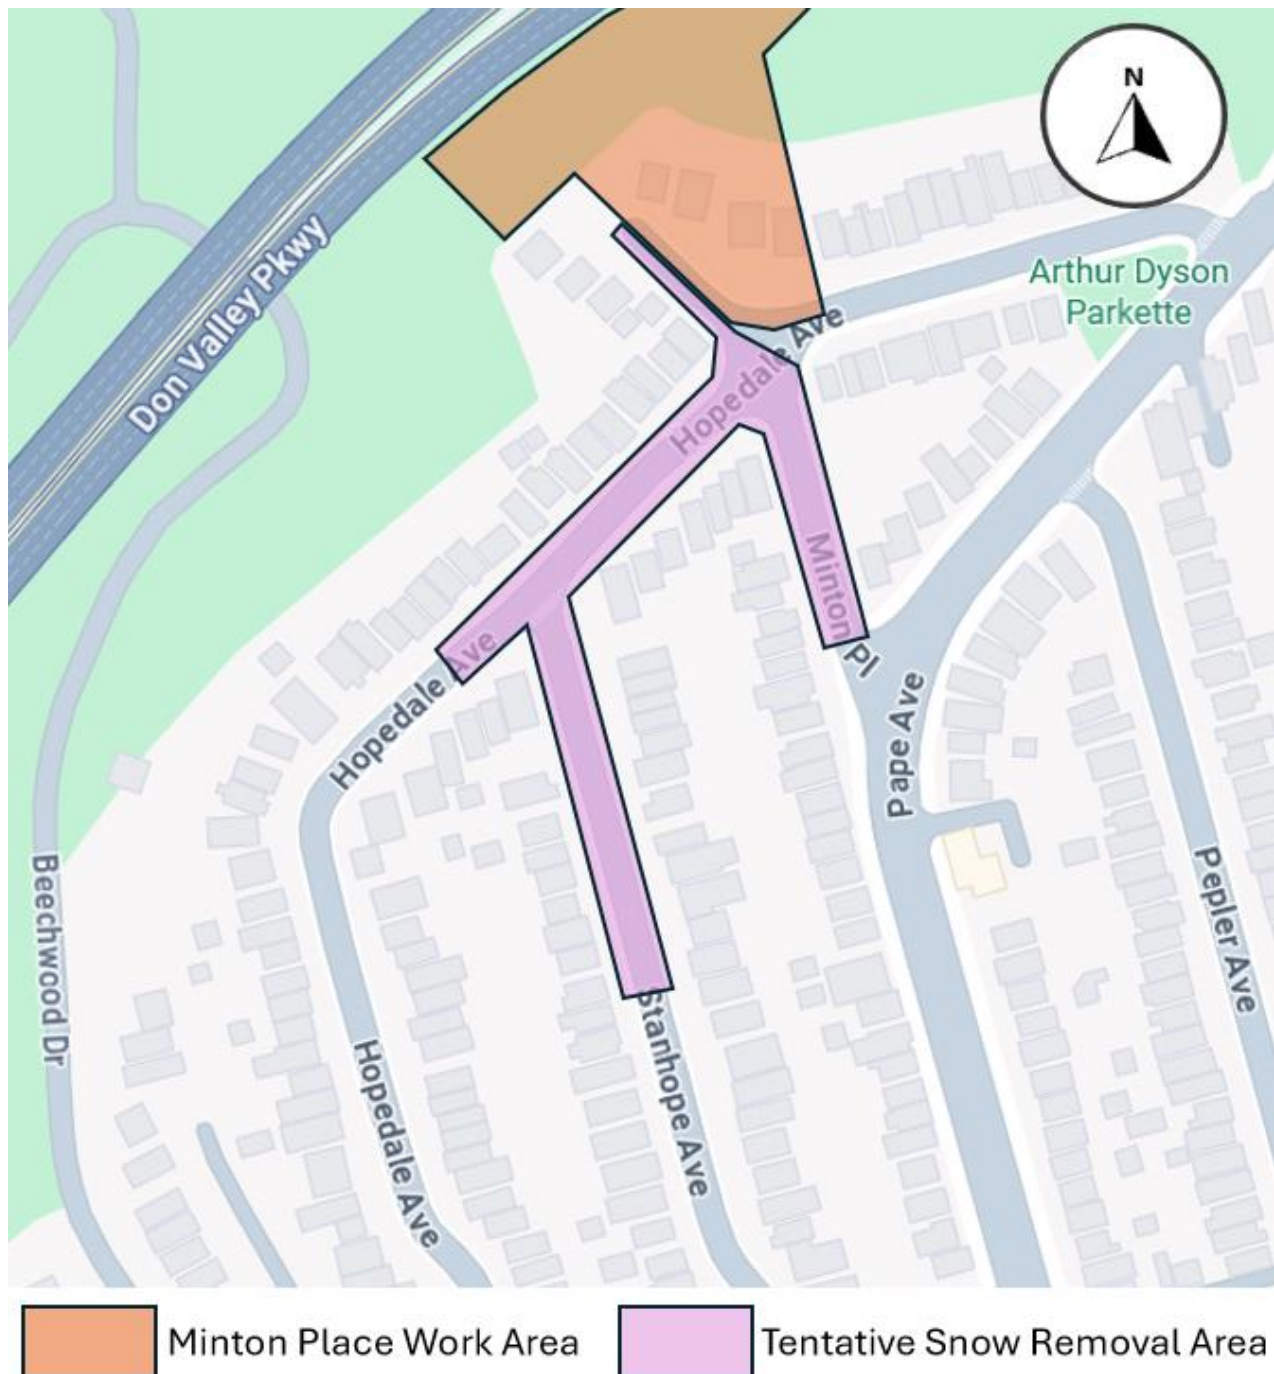 N
Don Valley Pkwy
Arthur Dyson
Parkette
Hopedale Ave
Minton Pl
Hopedale Ave
Pape Ave
Beechwood Dr
Pepler Ave
Hopedale Ave
Stanhope Ave
Minton Place Work Area
Tentative Snow Removal Area